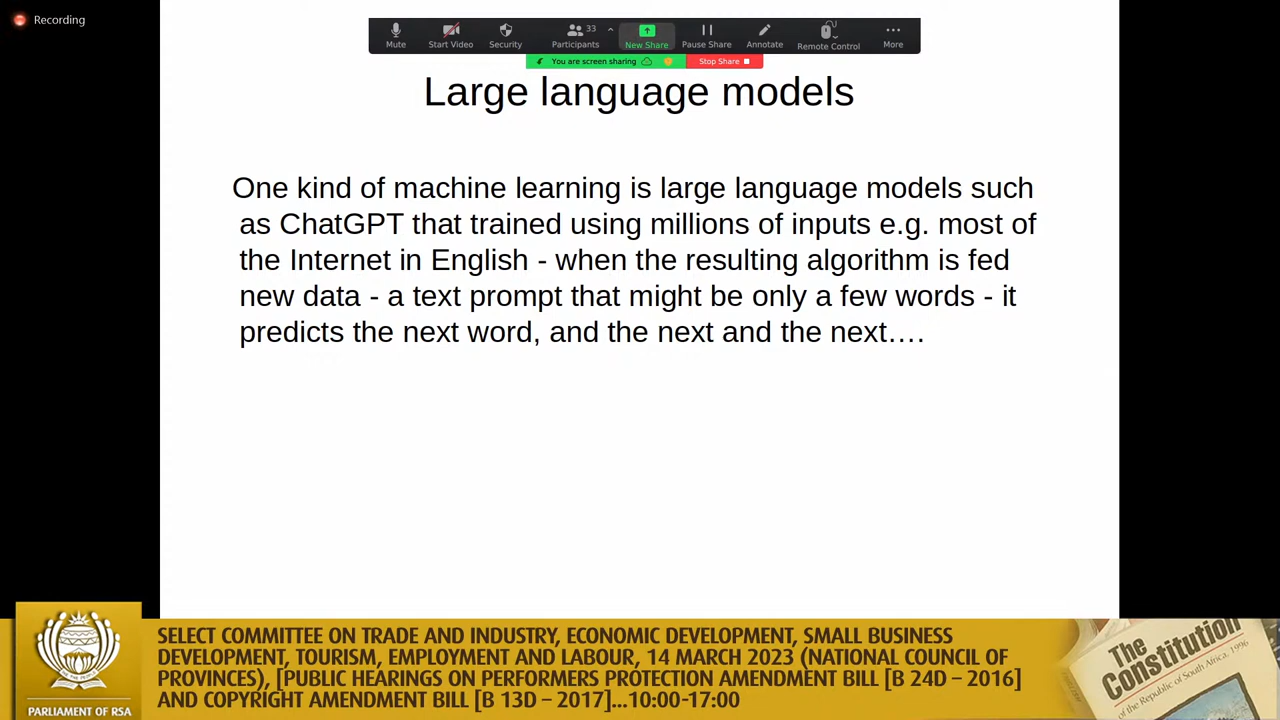 Recording
Mute
Start Video
Security
Participants
33
New Share
Pause Share
Annotate
Remote Control
More
You are screen sharing
Stop Share
Large language models
One kind of machine learning is large language models such
as ChatGPT that trained using millions of inputs e.g. most of
the Internet in English - when the resulting algorithm is fed
new data - a text prompt that might be only a few words - it
predicts the next word, and the next and the next….
PARLIAMENT OF RSA
SELECT COMMITTEE ON TRADE AND INDUSTRY, ECONOMIC DEVELOPMENT, SMALL BUSINESS
DEVELOPMENT, TOURISM, EMPLOYMENT AND LABOUR, 14 MARCH 2023 (NATIONAL COUNCIL OF
PROVINCES), [PUBLIC HEARINGS ON PERFORMERS PROTECTION AMENDMENT BILL [B 24D – 2016]
AND COPYRIGHT AMENDMENT BILL [B 13D – 2017]...10:00-17:00
The
Constitution
of the Republic of South Africa, 1996